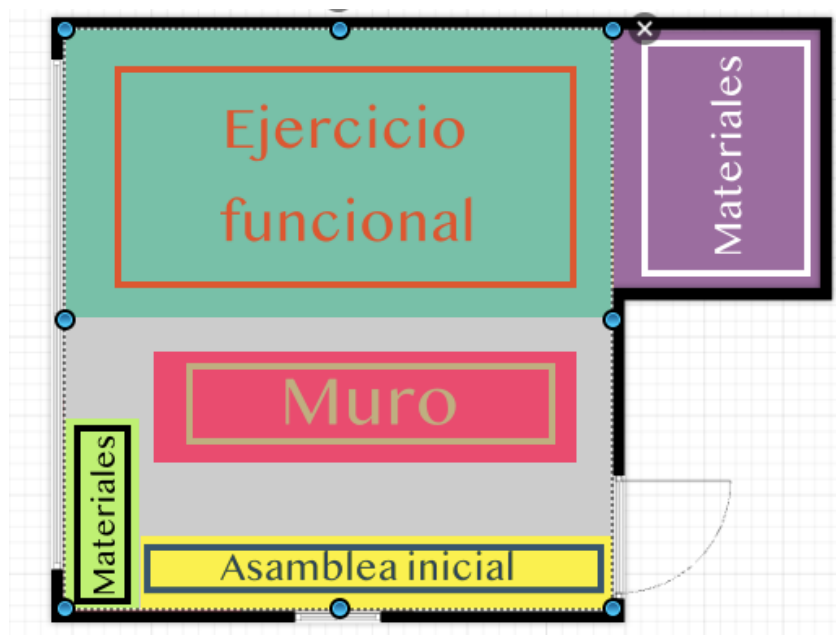 Ejercicio
funcional
Materiales
Muro
Materiales
Asamblea inicial